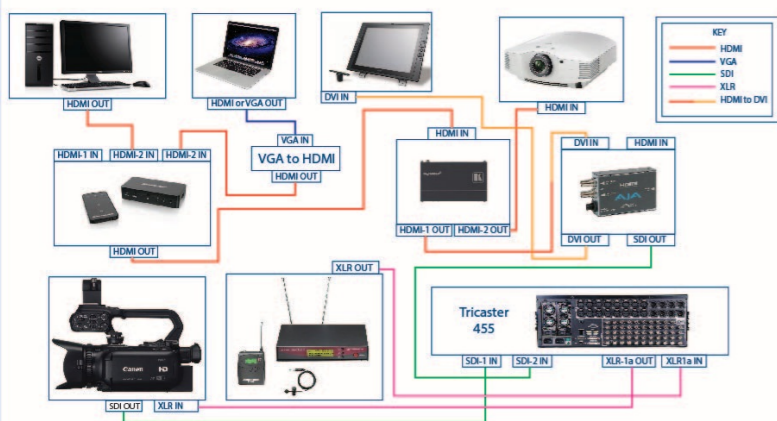 KEY
HDMI
VGA
SDI
XLR
HDMI to DVI
HDMI OUT
HDMI or VGA OUT
DVI IN
HDMI IN
VGA IN
VGA to HDMI
HDMI OUT
HDMI-1 IN
HDMI-2 IN
HDMI-2 IN
HDMI OUT
HDMI IN
HDMI-1 OUT
HDMI-2 OUT
DVI IN
HDMI IN
AJA
DVI OUT
SDI OUT
XLR OUT
Canon
HD
SDI OUT
XLR IN
Tricaster
455
SDI-1 IN
SDI-2 IN
XLR-1a OUT
XLR1a IN